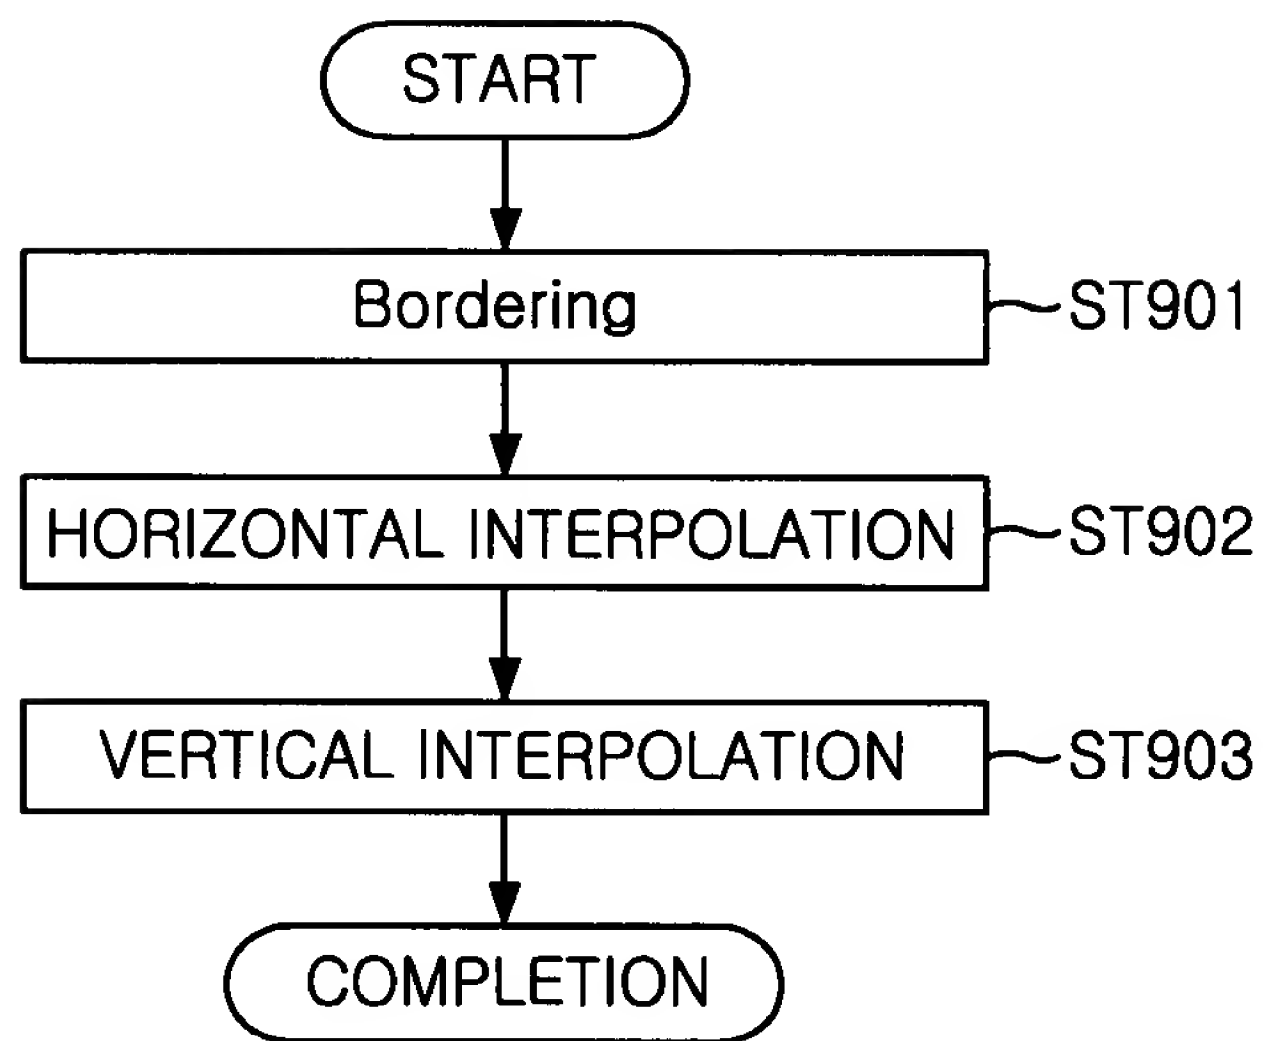 START
Bordering
ST901
HORIZONTAL INTERPOLATION
ST902
VERTICAL INTERPOLATION
ST903
COMPLETION